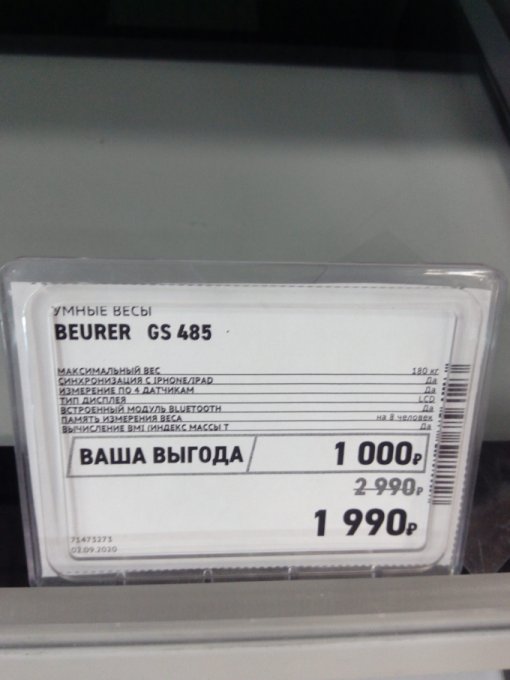 УМНЫЕ ВЕСЫ
BEURER GS 485
МАКСИМАЛЬНЫЙ ВЕС 180 кг
СИНХРОНИЗАЦИЯ С IPHONE/IPAD Да
ИЗМЕРЕНИЕ ПО 4 ДАТЧИКАМ Да
ТИП ДИСПЛЕЯ LCD
ВСТРОЕННЫЙ МОДУЛЬ BLUETOOTH Да
ПАМЯТЬ ИЗМЕРЕНИЯ ВЕСА на 8 человек
ВЫЧИСЛЕНИЕ BMI (ИНДЕКС МАССЫ Т Да
ВАША ВЫГОДА 1 000₽
2 990₽
1 990₽
71473273
02.09.2020